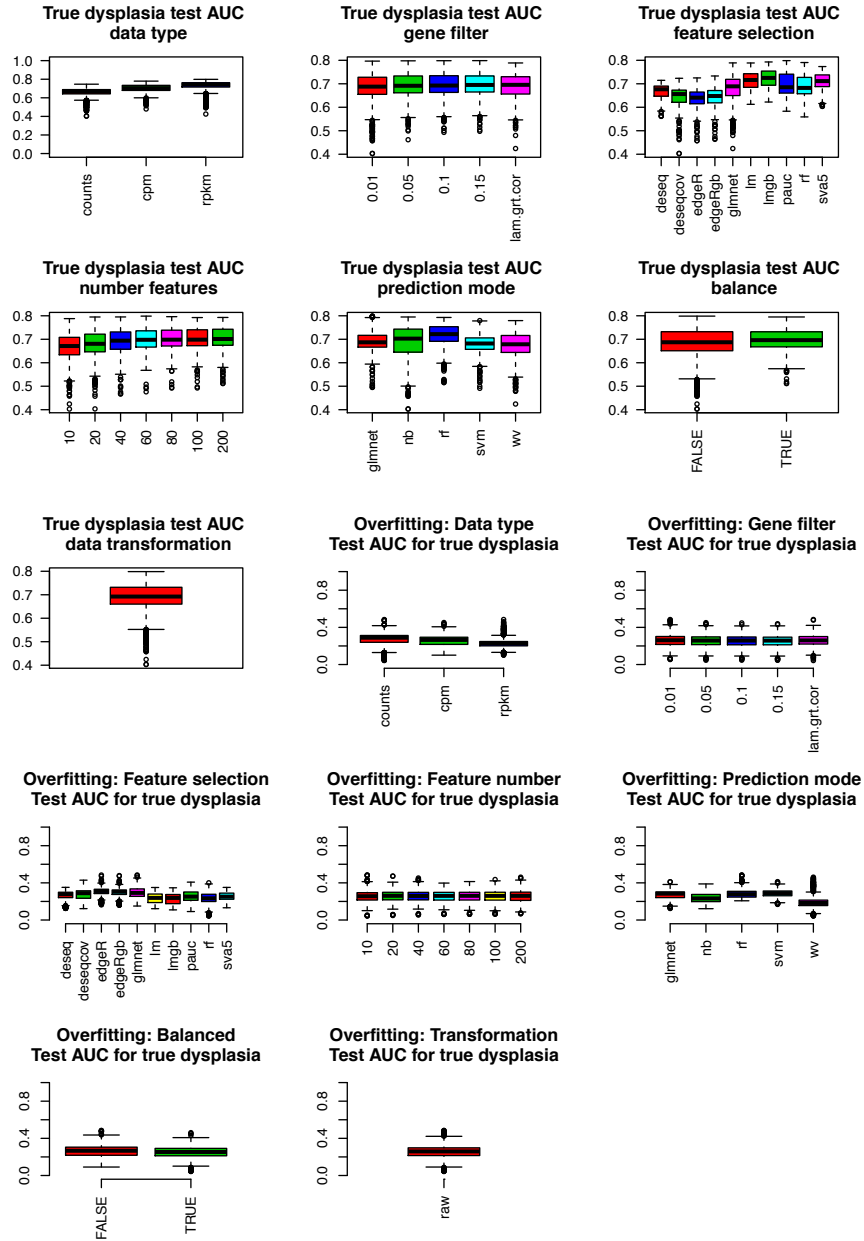 True dysplasia test AUC
data type
True dysplasia test AUC
gene filter
True dysplasia test AUC
feature selection
1.0
0.8
0.6
0.4
0.2
0.0
counts
cpm
rpkm
0.8
0.7
0.6
0.5
0.4
0.01
0.05
0.1
0.15
lam.grt.cor
0.8
0.7
0.6
0.5
0.4
deseq
deseqcov
edgeR
edgeRgb
glmnet
lm
lmgb
pauc
rf
sva5
True dysplasia test AUC
number features
True dysplasia test AUC
prediction mode
True dysplasia test AUC
balance
0.8
0.7
0.6
0.5
0.4
10
20
40
60
80
100
200
0.8
0.7
0.6
0.5
0.4
glmnet
nb
rf
svm
wv
0.8
0.7
0.6
0.5
0.4
FALSE
TRUE
True dysplasia test AUC
data transformation
Overfitting: Data type
Test AUC for true dysplasia
Overfitting: Gene filter
Test AUC for true dysplasia
0.8
0.7
0.6
0.5
0.4
0.8
0.4
0.0
counts
cpm
rpkm
0.8
0.4
0.0
0.01
0.05
0.1
0.15
lam.grt.cor
Overfitting: Feature selection
Test AUC for true dysplasia
Overfitting: Feature number
Test AUC for true dysplasia
Overfitting: Prediction mode
Test AUC for true dysplasia
0.8
0.4
0.0
deseq
deseqcov
edgeR
edgeRgb
glmnet
lm
lmgb
pauc
rf
sva5
0.8
0.4
0.0
10
20
40
60
80
100
200
0.8
0.4
0.0
glmnet
nb
rf
svm
wv
Overfitting: Balanced
Test AUC for true dysplasia
Overfitting: Transformation
Test AUC for true dysplasia
0.8
0.4
0.0
FALSE
TRUE
0.8
0.4
0.0
raw